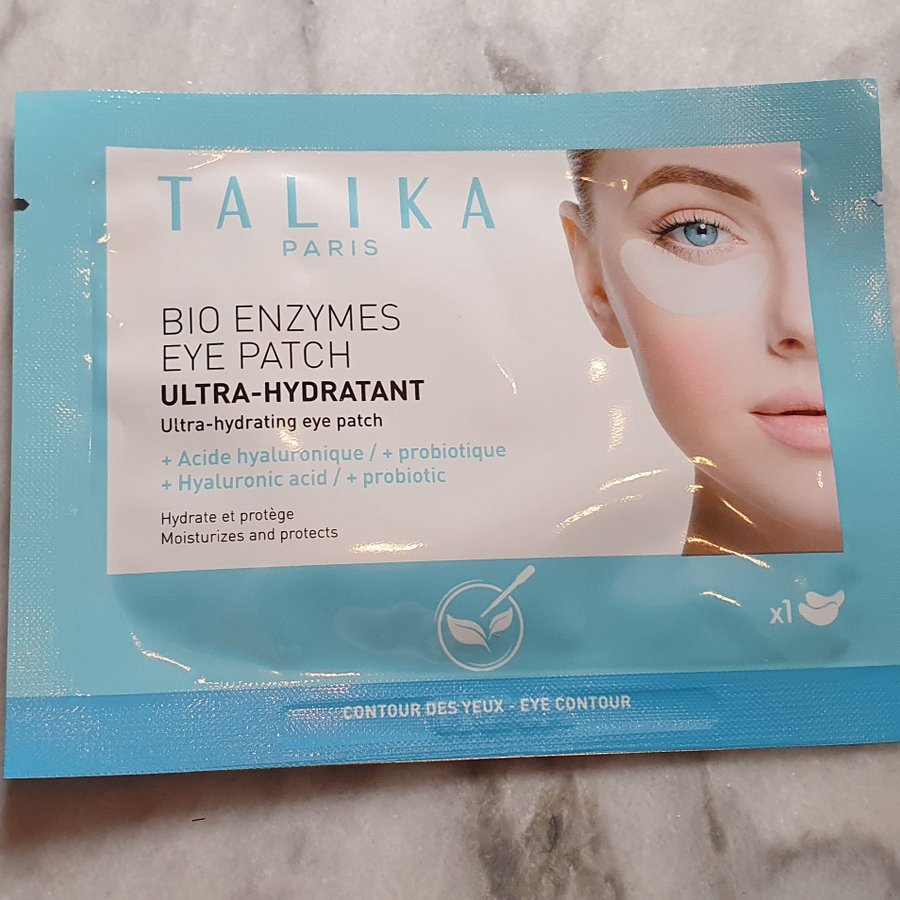 TALIKA
PARIS
BIO ENZYMES
EYE PATCH
ULTRA-HYDRATANT
Ultra-hydrating eye patch
+ Acide hyaluronique / + probiotique
+ Hyaluronic acid / + probiotic
Hydrate et protège
Moisturizes and protects
x1
CONTOUR DES YEUX - EYE CONTOUR